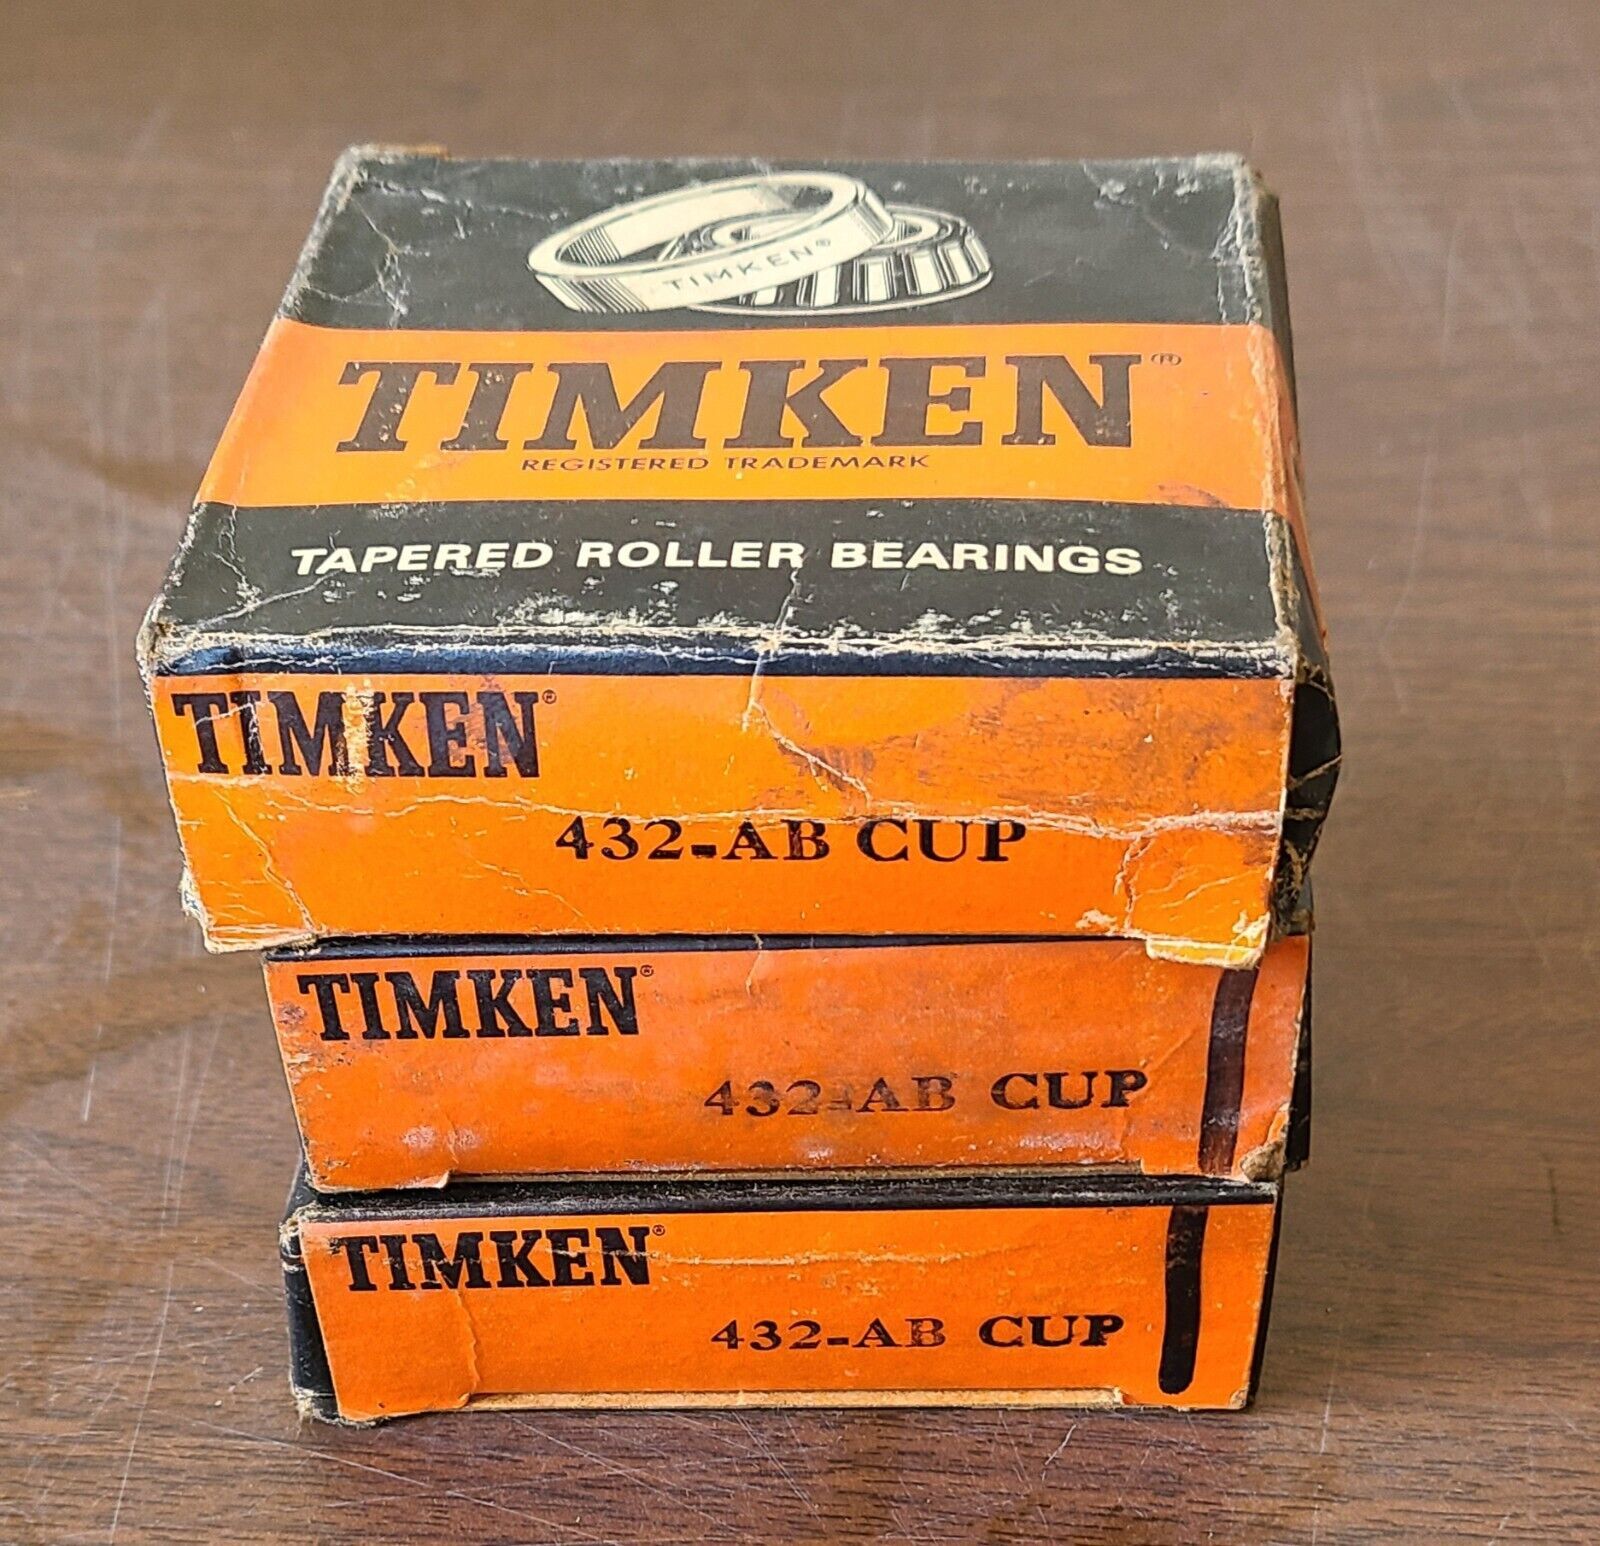 TIMKEN®
TIMKEN®
REGISTERED TRADEMARK
TAPERED ROLLER BEARINGS
TIMKEN®
432-AB CUP
TIMKEN®
432-AB CUP
TIMKEN®
432-AB CUP